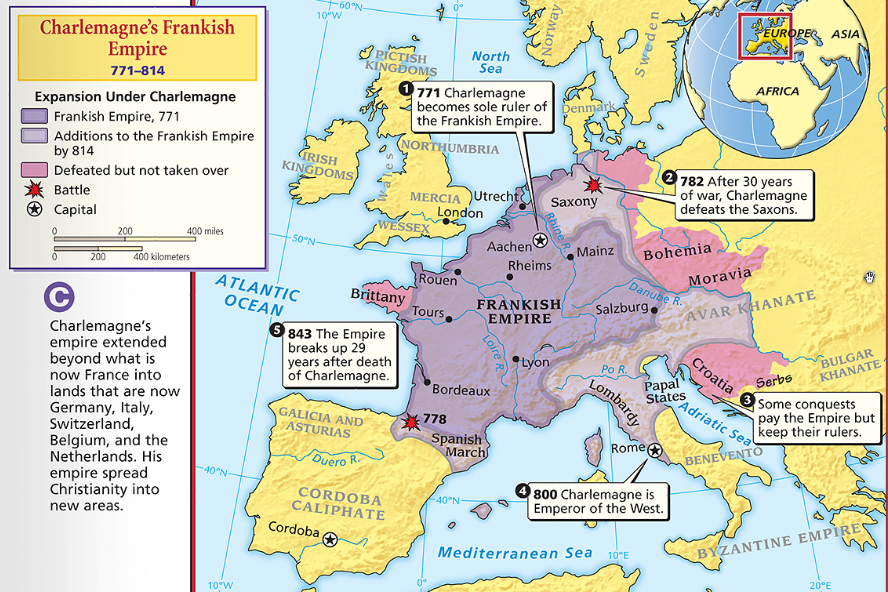 Charlemagne's Frankish
Empire
771–814
Expansion Under Charlemagne
Frankish Empire, 771
Additions to the Frankish Empire
by 814
Defeated but not taken over
Battle
Capital
0 200 400 miles
0 200 400 kilometers
C
Charlemagne's
empire extended
beyond what is
now France into
lands that are now
Germany, Italy,
Switzerland,
Belgium, and the
Netherlands. His
empire spread
Christianity into
new areas.
10°W
60°N
0°
Norway
Sweden
North
Sea
PICTISH
KINGDOMS
EUROPE
ASIA
AFRICA
1 771 Charlemagne
becomes sole ruler of
the Frankish Empire.
Denmark
IRISH
KINGDOMS
NORTHUMBRIA
Wales
MERCIA
London
WESSEX
Utrecht
Saxony
2 782 After 30 years
of war, Charlemagne
defeats the Saxons.
50°N
Aachen
Rhine R.
Mainz
Rheims
Rouen
Bohemia
Moravia
ATLANTIC
OCEAN
Brittany
Tours
FRANKISH
EMPIRE
Danube R.
Salzburg
AVAR KHANATE
5 843 The Empire
breaks up 29
years after death
of Charlemagne.
Loire R.
Lyon
Po R.
Bordeaux
Lombardy
Papal
States
Croatia
Serbs
BULGAR
KHANATE
3 Some conquests
pay the Empire but
keep their rulers.
Adriatic Sea
GALICIA AND
ASTURIAS
778
Spanish
March
Duero R.
Rome
BENEVENTO
40°N
40°N
4 800 Charlemagne is
Emperor of the West.
CORDOBA
CALIPHATE
Cordoba
Mediterranean Sea
BYZANTINE EMPIRE
10°W
0°
10°E
20°E